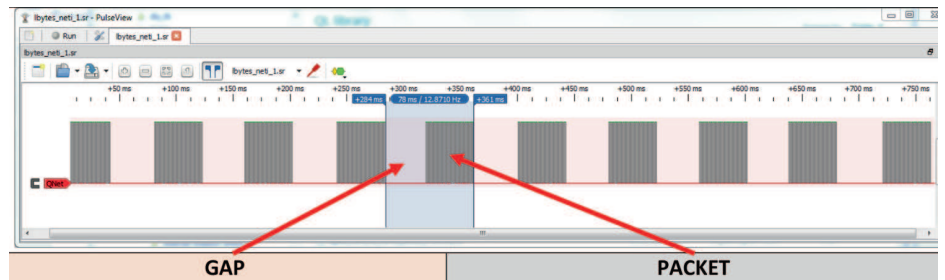 lbytes_neti_1.sr - PulseView
Run lbytes_neti_1.sr
lbytes_neti_1.sr
lbytes_neti_1.sr
+50 ms +100 ms +150 ms +200 ms +250 ms +300 ms +350 ms +400 ms +450 ms +500 ms +550 ms +600 ms +650 ms +700 ms +750 ms
+284 ms 78 ms / 12.8710 Hz +361 ms
QNet
GAP PACKET